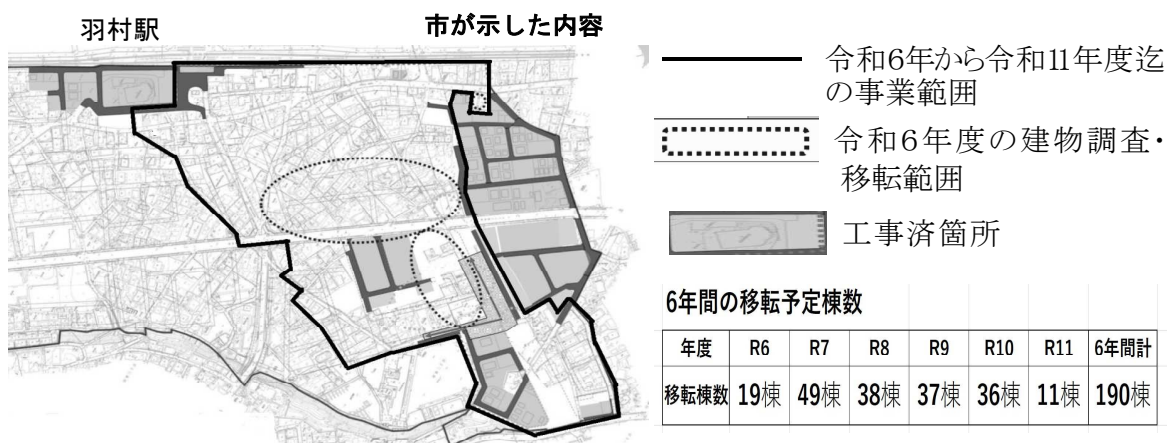 羽村駅
市が示した内容
令和6年から令和11年度迄
の事業範囲
令和6年度の建物調査・
移転範囲
工事済箇所
6年間の移転予定棟数
年度 R6 R7 R8 R9 R10 R11 6年間計
移転棟数 19棟 49棟 38棟 37棟 36棟 11棟 190棟